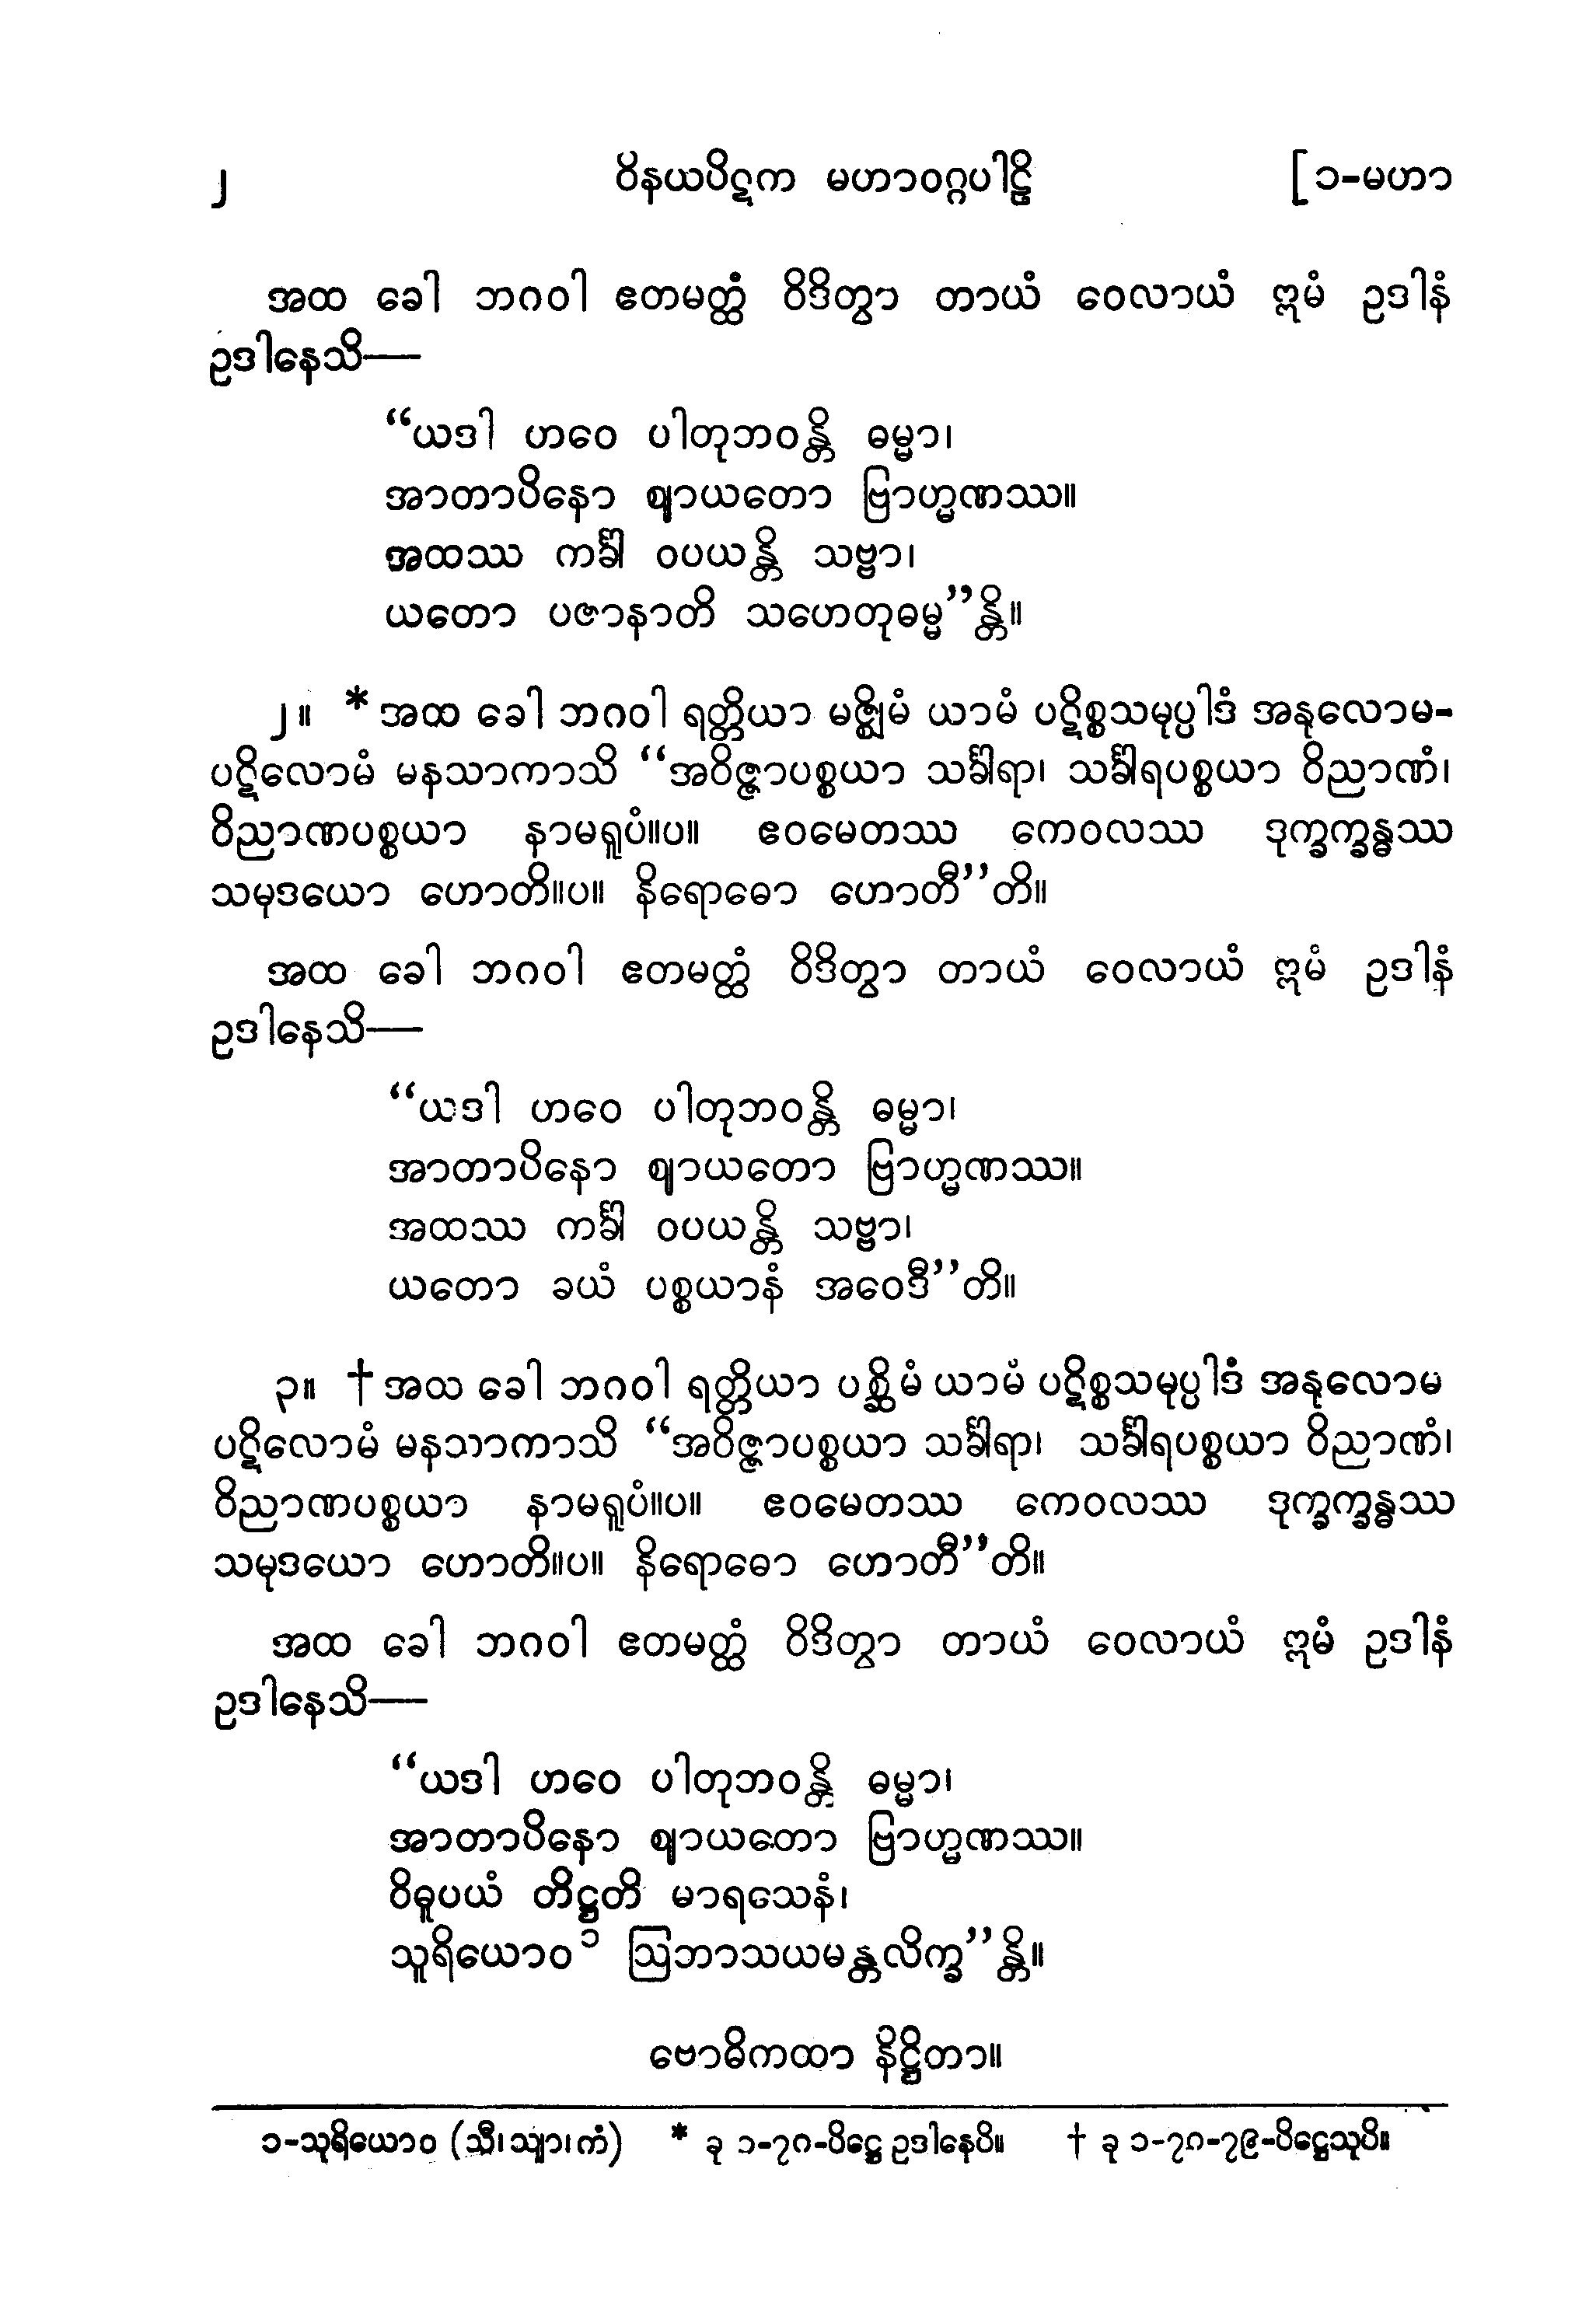 ၂ ဝိနယပိဋက မဟာဝဂ္ဂပါဠိ [၁-မဟာ
အထ ခေါ ဘဂဝါ ဧတမတ္ထံ ဝိဒိတွာ တာယံ ဝေလာယံ ဣမံ ဥဒါနံ
ဥဒါနေသိ—
“ယဒါ ဟဝေ ပါတုဘဝန္တိ ဓမ္မာ၊
အာတာပိနော ဈာယတော ဗြာဟ္မဏဿ။
အထဿ ကင်္ခါ ဝပယန္တိ သဗ္ဗာ၊
ယတော ပဇာနာတိ သဟေတုဓမ္မ”န္တိ။
၂။ *အထ ခေါ ဘဂဝါ ရတ္တိယာ မဇ္ဈိမံ ယာမံ ပဋိစ္စသမုပ္ပါဒံ အနုလောမ-
ပဋိလောမံ မနသာကာသိ “အဝိဇ္ဇာပစ္စယာ သင်္ခါရာ၊ သင်္ခါရပစ္စယာ ဝိညာဏံ၊
ဝိညာဏပစ္စယာ နာမရူပံ။ပ။ ဧဝမေတဿ ကေဝလဿ ဒုက္ခက္ခန္ဓဿ
သမုဒယော ဟောတိ။ပ။ နိရောဓော ဟောတီ”တိ။
အထ ခေါ ဘဂဝါ ဧတမတ္ထံ ဝိဒိတွာ တာယံ ဝေလာယံ ဣမံ ဥဒါနံ
ဥဒါနေသိ—
“ယဒါ ဟဝေ ပါတုဘဝန္တိ ဓမ္မာ၊
အာတာပိနော ဈာယတော ဗြာဟ္မဏဿ။
အထဿ ကင်္ခါ ဝပယန္တိ သဗ္ဗာ၊
ယတော ခယံ ပစ္စယာနံ အဝေဒီ”တိ။
၃။ †အထ ခေါ ဘဂဝါ ရတ္တိယာ ပစ္ဆိမံ ယာမံ ပဋိစ္စသမုပ္ပါဒံ အနုလောမ
ပဋိလောမံ မနသာကာသိ “အဝိဇ္ဇာပစ္စယာ သင်္ခါရာ၊ သင်္ခါရပစ္စယာ ဝိညာဏံ၊
ဝိညာဏပစ္စယာ နာမရူပံ။ပ။ ဧဝမေတဿ ကေဝလဿ ဒုက္ခက္ခန္ဓဿ
သမုဒယော ဟောတိ။ပ။ နိရောဓော ဟောတီ”တိ။
အထ ခေါ ဘဂဝါ ဧတမတ္ထံ ဝိဒိတွာ တာယံ ဝေလာယံ ဣမံ ဥဒါနံ
ဥဒါနေသိ—
“ယဒါ ဟဝေ ပါတုဘဝန္တိ ဓမ္မာ၊
အာတာပိနော ဈာယတော ဗြာဟ္မဏဿ။
ဝိဓူပယံ တိဋ္ဌတိ မာရသေနံ၊
သူရိယောဝ၁ ဩဘာသယမန္တလိက္ခ”န္တိ။
ဗောဓိကထာ နိဋ္ဌိတာ။
၁-သုရိယောဝ (သီ၊သျာ၊ကံ) * ခု ၁-၇၈-ပိဋ္ဌေ ဥဒါနေပိ။ † ခု ၁-၇၈-၇၉-ပိဋ္ဌေသုပိ။